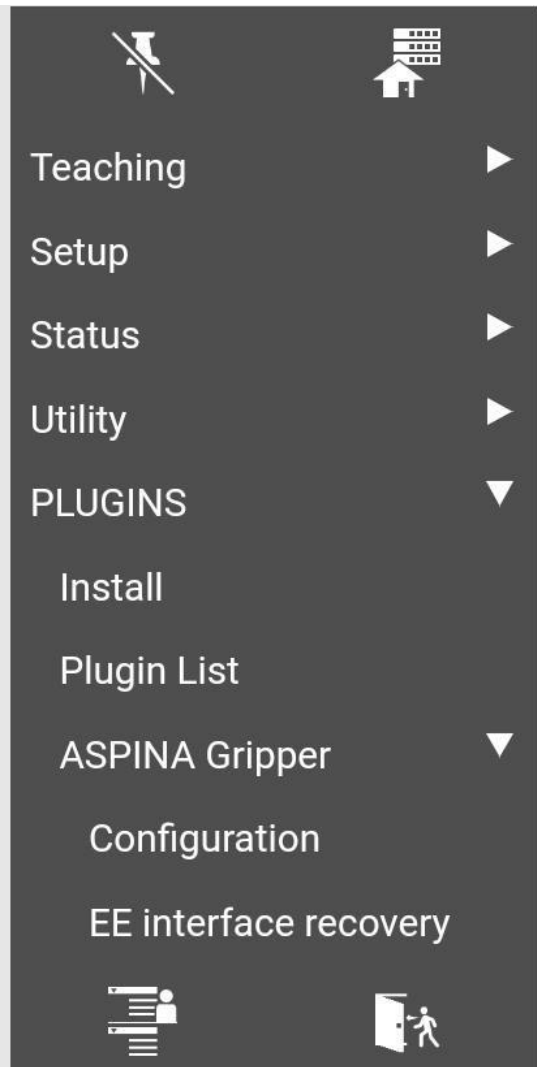 Teaching
Setup
Status
Utility
PLUGINS
Install
Plugin List
ASPINA Gripper
Configuration
EE interface recovery